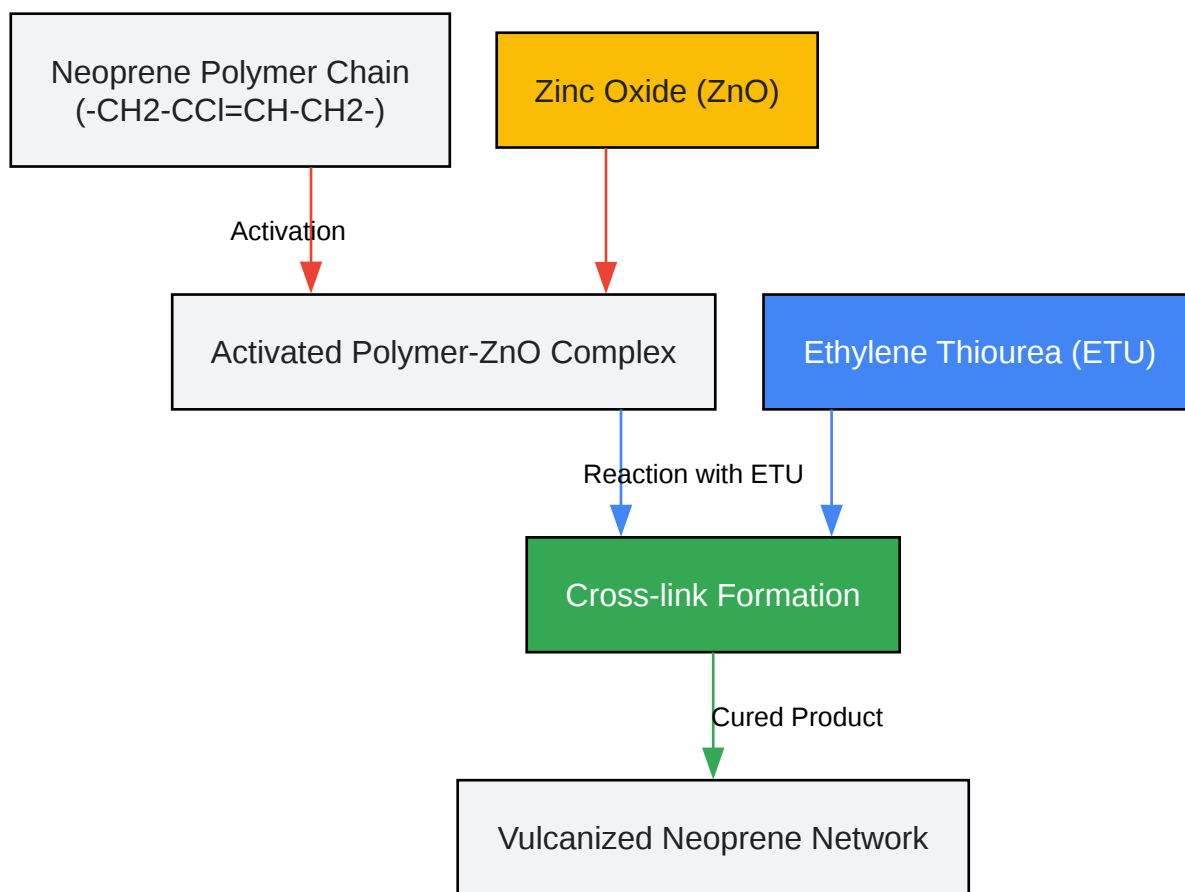 Neoprene Polymer Chain
(-CH2-CCl=CH-CH2-)
Zinc Oxide (ZnO)
Activation
Activated Polymer-ZnO Complex
Ethylene Thiourea (ETU)
Reaction with ETU
Cross-link Formation
Cured Product
Vulcanized Neoprene Network